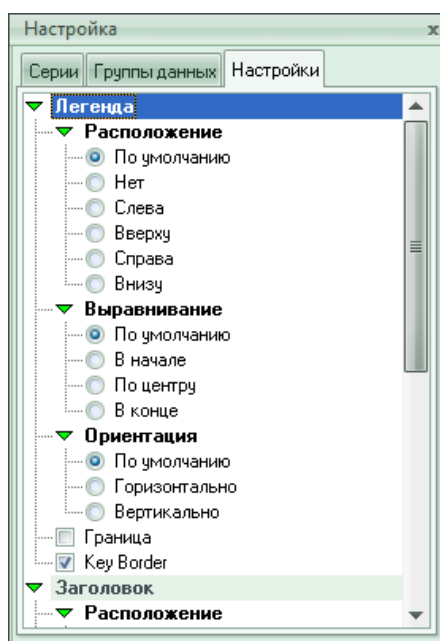 Настройка x
Серии Группы данных Настройки
Легенда
Расположение
По умолчанию
Нет
Слева
Вверху
Справа
Внизу
Выравнивание
По умолчанию
В начале
По центру
В конце
Ориентация
По умолчанию
Горизонтально
Вертикально
Граница
Key Border
Заголовок
Расположение